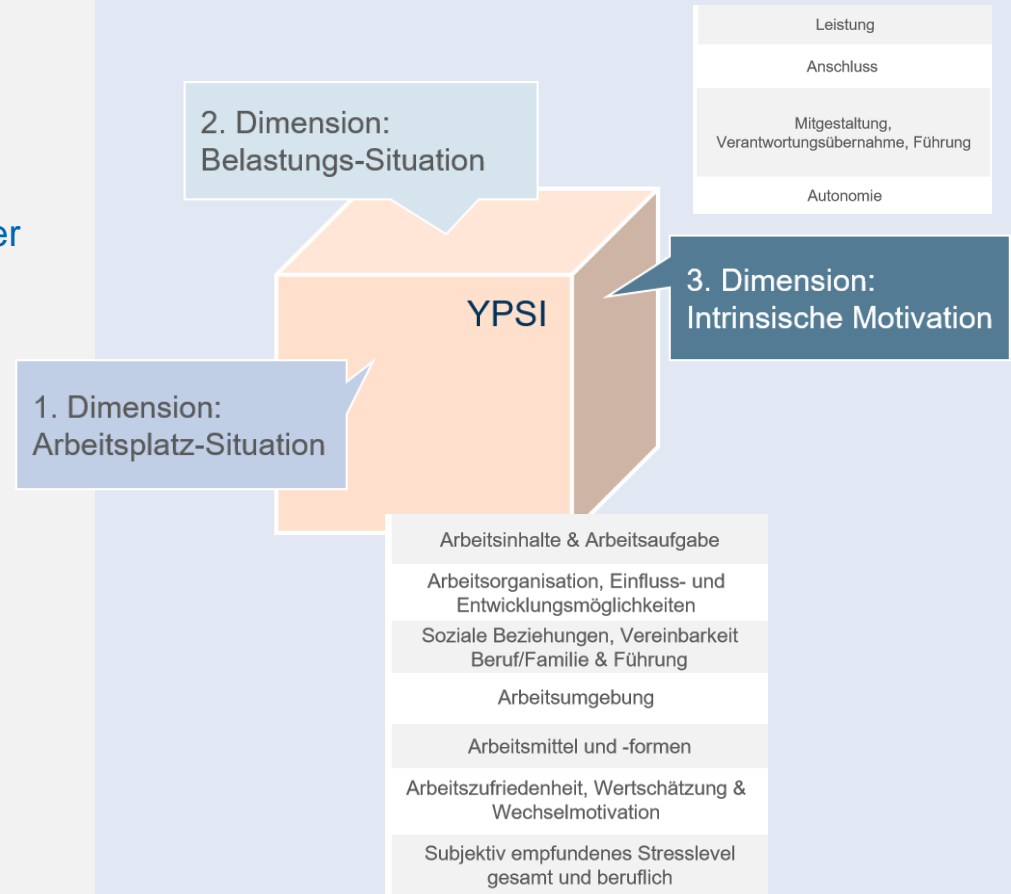 Leistung
Anschluss
Mitgestaltung,
Verantwortungsübernahme, Führung
Autonomie
2. Dimension:
Belastungs-Situation
er
3. Dimension:
Intrinsische Motivation
YPSI
1. Dimension:
Arbeitsplatz-Situation
Arbeitsinhalte & Arbeitsaufgabe
Arbeitsorganisation, Einfluss- und
Entwicklungsmöglichkeiten
Soziale Beziehungen, Vereinbarkeit
Beruf/Familie & Führung
Arbeitsumgebung
Arbeitsmittel und -formen
Arbeitszufriedenheit, Wertschätzung &
Wechselmotivation
Subjektiv empfundenes Stresslevel
gesamt und beruflich